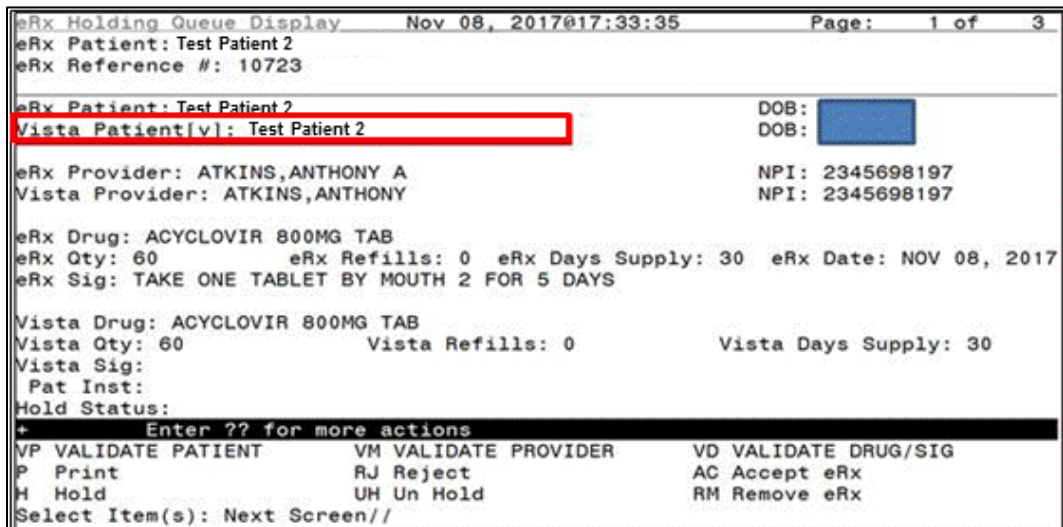 eRx Holding Queue Display Nov 08, 2017@17:33:35 Page: 1 of 3
eRx Patient: Test Patient 2
eRx Reference #: 10723
eRx Patient: Test Patient 2 DOB:
Vista Patient[v]: Test Patient 2 DOB:
eRx Provider: ATKINS,ANTHONY A NPI: 2345698197
Vista Provider: ATKINS,ANTHONY NPI: 2345698197
eRx Drug: ACYCLOVIR 800MG TAB
eRx Qty: 60 eRx Refills: 0 eRx Days Supply: 30 eRx Date: NOV 08, 2017
eRx Sig: TAKE ONE TABLET BY MOUTH 2 FOR 5 DAYS
Vista Drug: ACYCLOVIR 800MG TAB
Vista Qty: 60 Vista Refills: 0 Vista Days Supply: 30
Vista Sig:
Pat Inst:
Hold Status:
+ Enter ?? for more actions
VP VALIDATE PATIENT VM VALIDATE PROVIDER VD VALIDATE DRUG/SIG
P Print RJ Reject AC Accept eRx
H Hold UH Un Hold RM Remove eRx
Select Item(s): Next Screen//